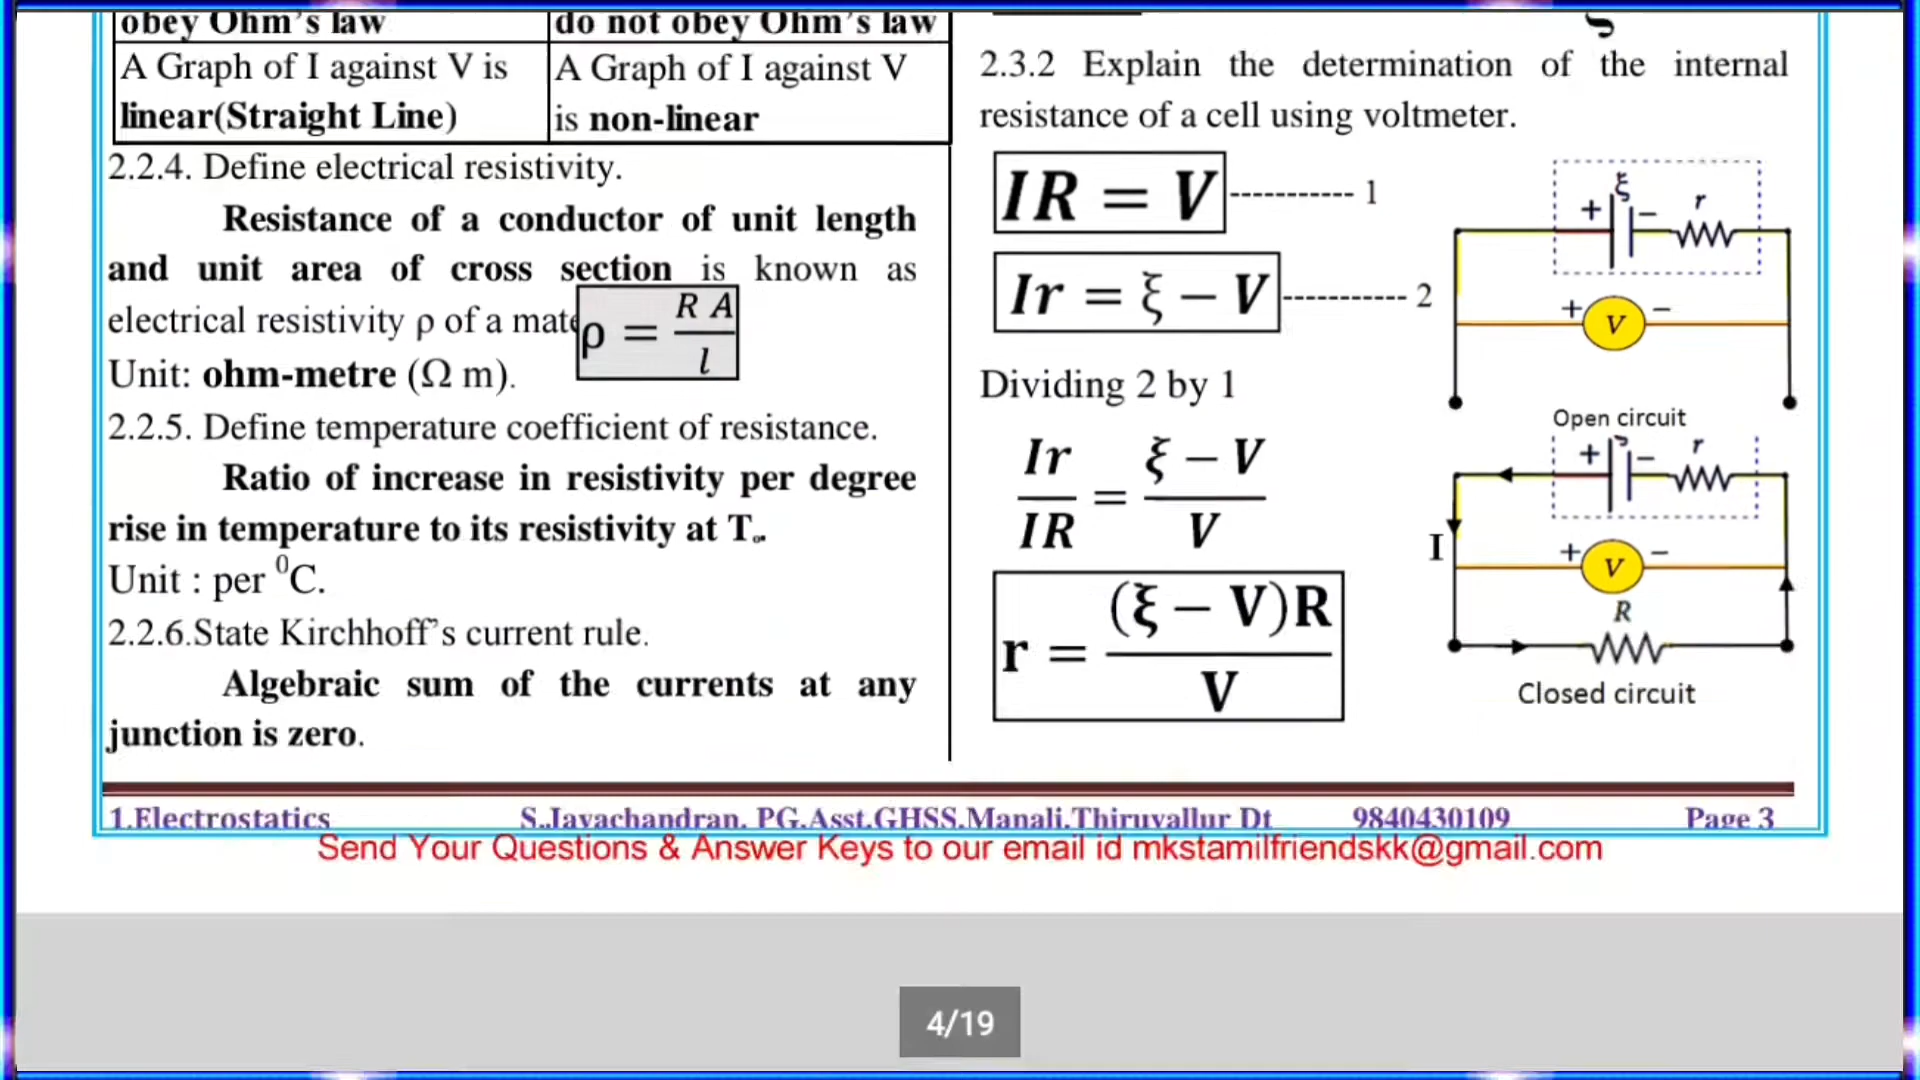 obey Ohm's law
do not obey Ohm's law
A Graph of I against V is
linear(Straight Line)
A Graph of I against V
is non-linear
2.2.4. Define electrical resistivity.
Resistance of a conductor of unit length
and unit area of cross section is known as
electrical resistivity ρ of a mate
ρ = R A / l
Unit: ohm-metre (Ω m).
2.2.5. Define temperature coefficient of resistance.
Ratio of increase in resistivity per degree
rise in temperature to its resistivity at Tₒ.
Unit : per ⁰C.
2.2.6.State Kirchhoff's current rule.
Algebraic sum of the currents at any
junction is zero.
2.3.2 Explain the determination of the internal
resistance of a cell using voltmeter.
IR = V ----------- 1
Ir = ξ − V ----------- 2
Dividing 2 by 1
Ir / IR = ξ − V / V
r = (ξ − V)R / V
ξ
+ − r
+ V −
Open circuit
+ − r
I
+ V −
R
Closed circuit
1.Electrostatics S.Jayachandran, PG.Asst.GHSS.Manali.Thiruvallur Dt 9840430109 Page 3
Send Your Questions & Answer Keys to our email id mkstamilfriendskk@gmail.com
4/19